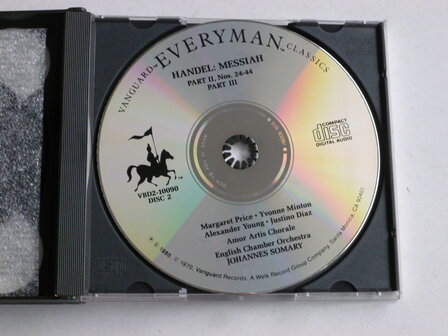 VANGUARD EVERYMAN CLASSICS
HANDEL: MESSIAH
PART II, Nos. 24-44
PART III
COMPACT
disc
DIGITAL AUDIO
VBD2-10090
DISC 2
Margaret Price • Yvonne Minton
Alexander Young • Justino Diaz
Amor Artis Chorale
English Chamber Orchestra
JOHANNES SOMARY
℗ © 1988, © 1970, Vanguard Records. A Welk Record Group Company, Santa Monica, CA 90401